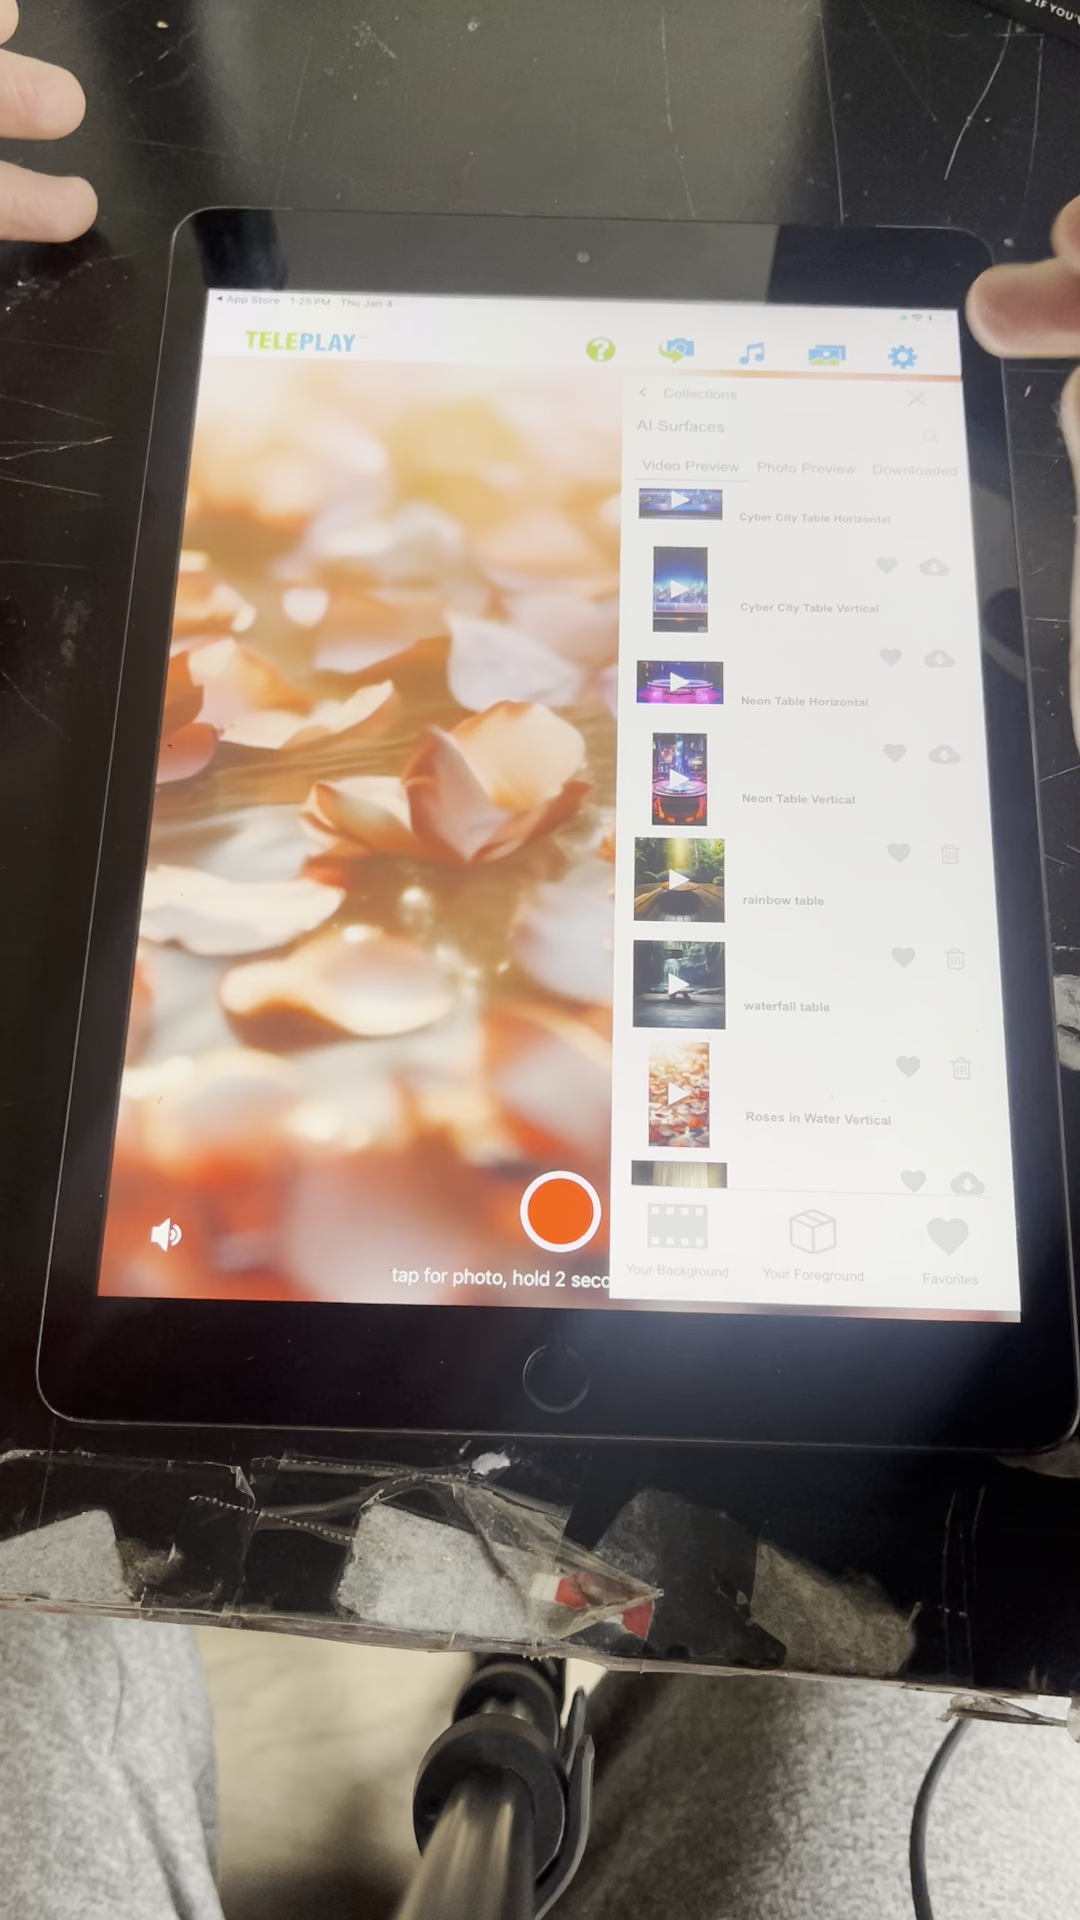 IF YOU'
App Store 1:25 PM Thu Jan 4
TELEPLAY
?
Collections
AI Surfaces
Video Preview Photo Preview Downloaded
Cyber City Table Horizontal
Cyber City Table Vertical
Neon Table Horizontal
Neon Table Vertical
rainbow table
waterfall table
Roses in Water Vertical
tap for photo, hold 2 seco
Your Background Your Foreground Favorites